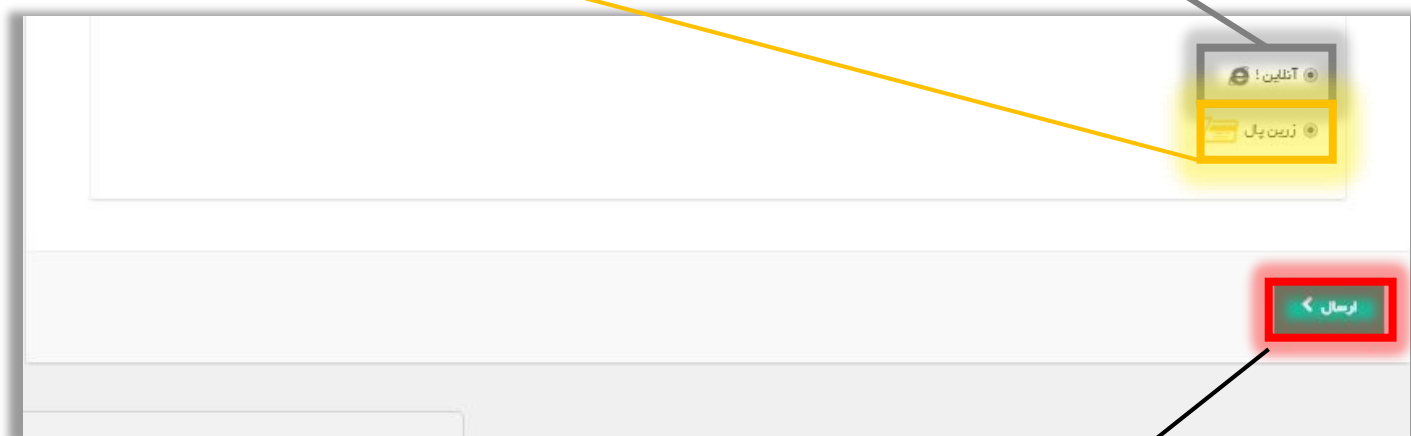 آنلاین !
زرین پال
ارسال